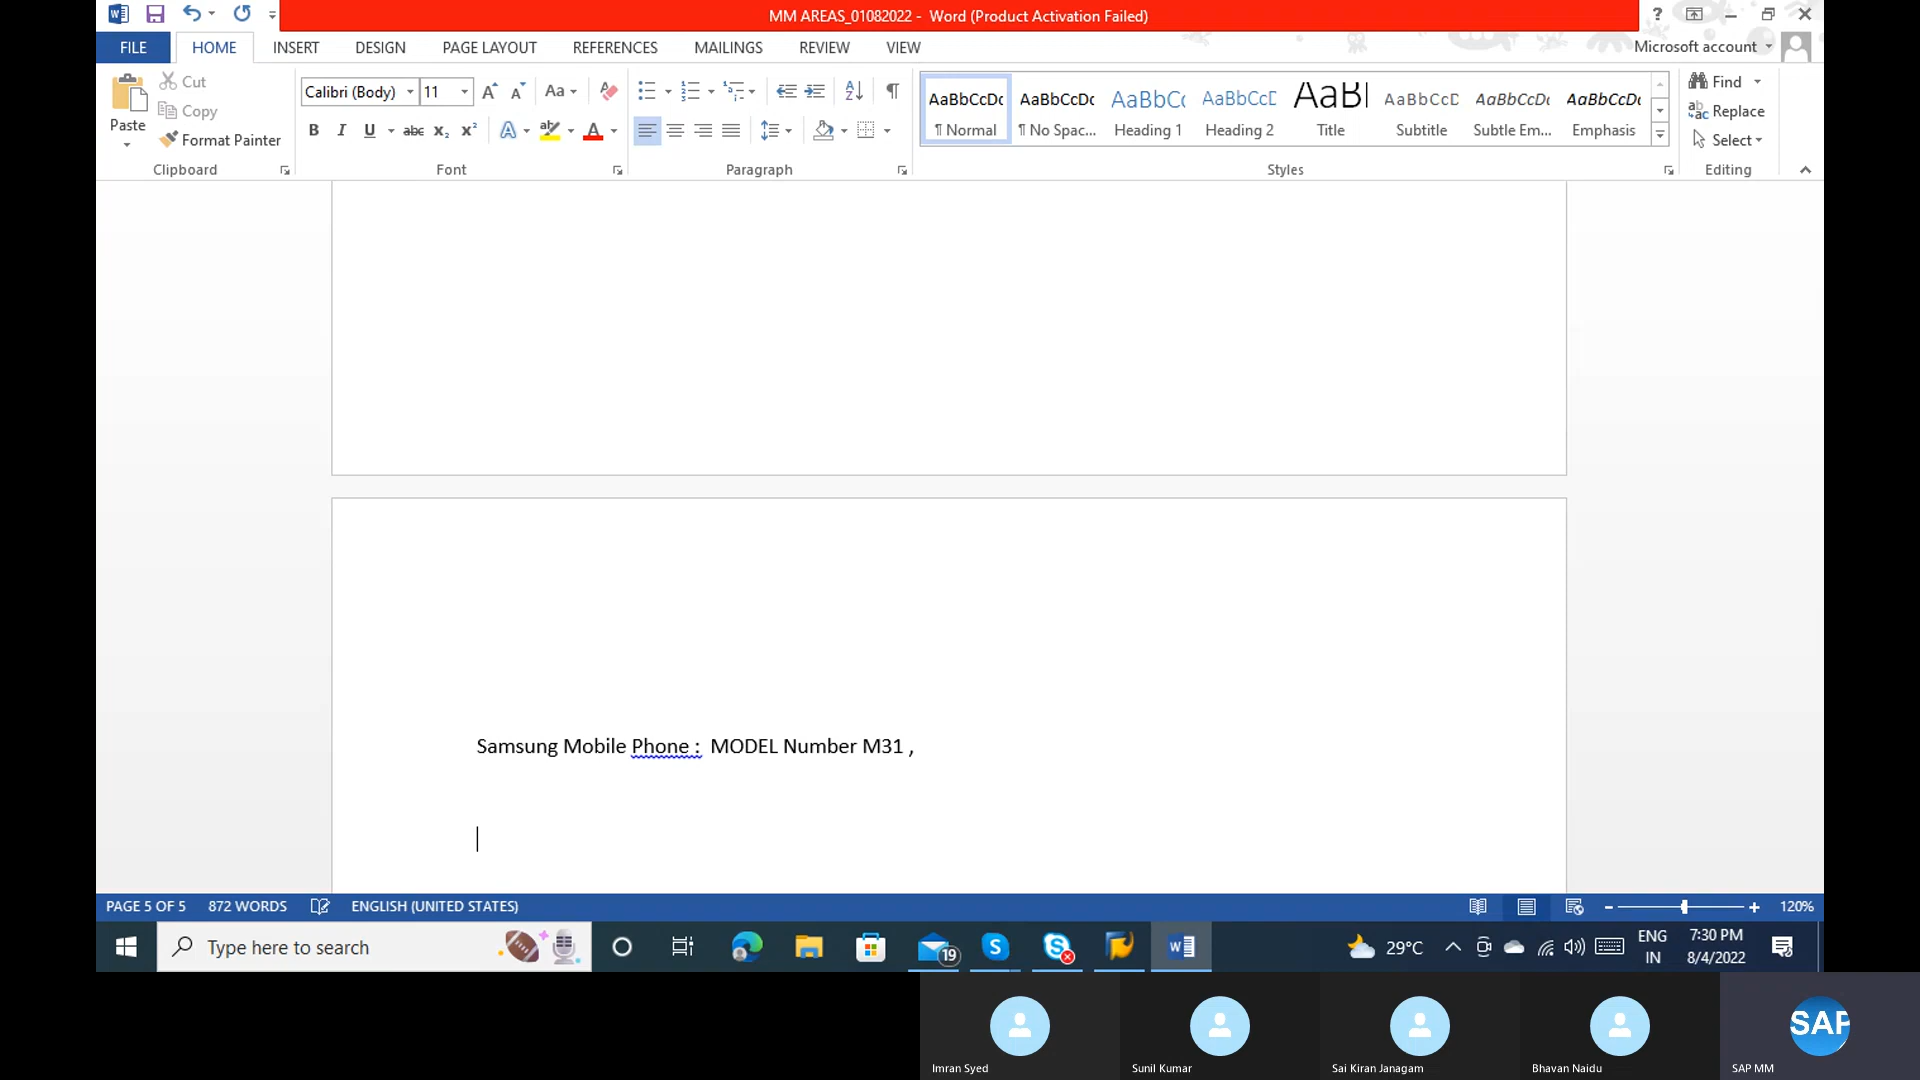 MM AREAS_01082022 - Word (Product Activation Failed)
?
FILE HOME INSERT DESIGN PAGE LAYOUT REFERENCES MAILINGS REVIEW VIEW Microsoft account
Paste
Cut
Copy
Format Painter
Clipboard
Calibri (Body) 11
Aa
B I U abc X₂ X² A A
Font
Paragraph
AaBbCcDc AaBbCcDc AaBbCc AaBbCcD AaBl AaBbCcD AaBbCcDc AaBbCcDc
¶ Normal ¶ No Spac... Heading 1 Heading 2 Title Subtitle Subtle Em... Emphasis
Styles
Find
Replace
Select
Editing
Samsung Mobile Phone : MODEL Number M31 ,
PAGE 5 OF 5 872 WORDS ENGLISH (UNITED STATES) 120%
Type here to search
19
29°C
ENG
IN
7:30 PM
8/4/2022
Imran Syed
Sunil Kumar
Sai Kiran Janagam
Bhavan Naidu
SAP
SAP MM